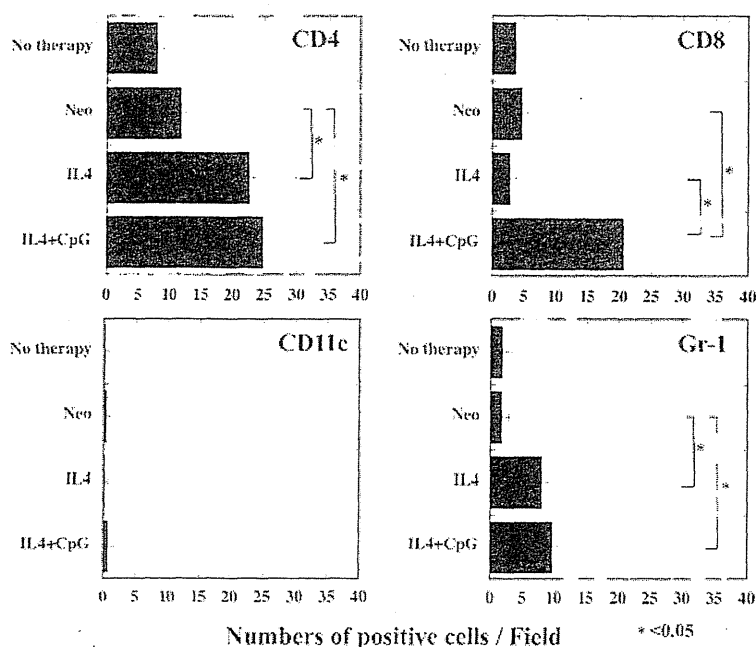 CD4
No therapy
Neo
IL4
IL4+CpG
*
*
0 5 10 15 20 25 30 35 40
CD8
No therapy
Neo
IL4
IL4+CpG
*
*
0 5 10 15 20 25 30 35 40
CD11c
No therapy
Neo
IL4
IL4+CpG
0 5 10 15 20 25 30 35 40
Gr-1
No therapy
Neo
IL4
IL4+CpG
*
*
0 5 10 15 20 25 30 35 40
Numbers of positive cells / Field
* <0.05